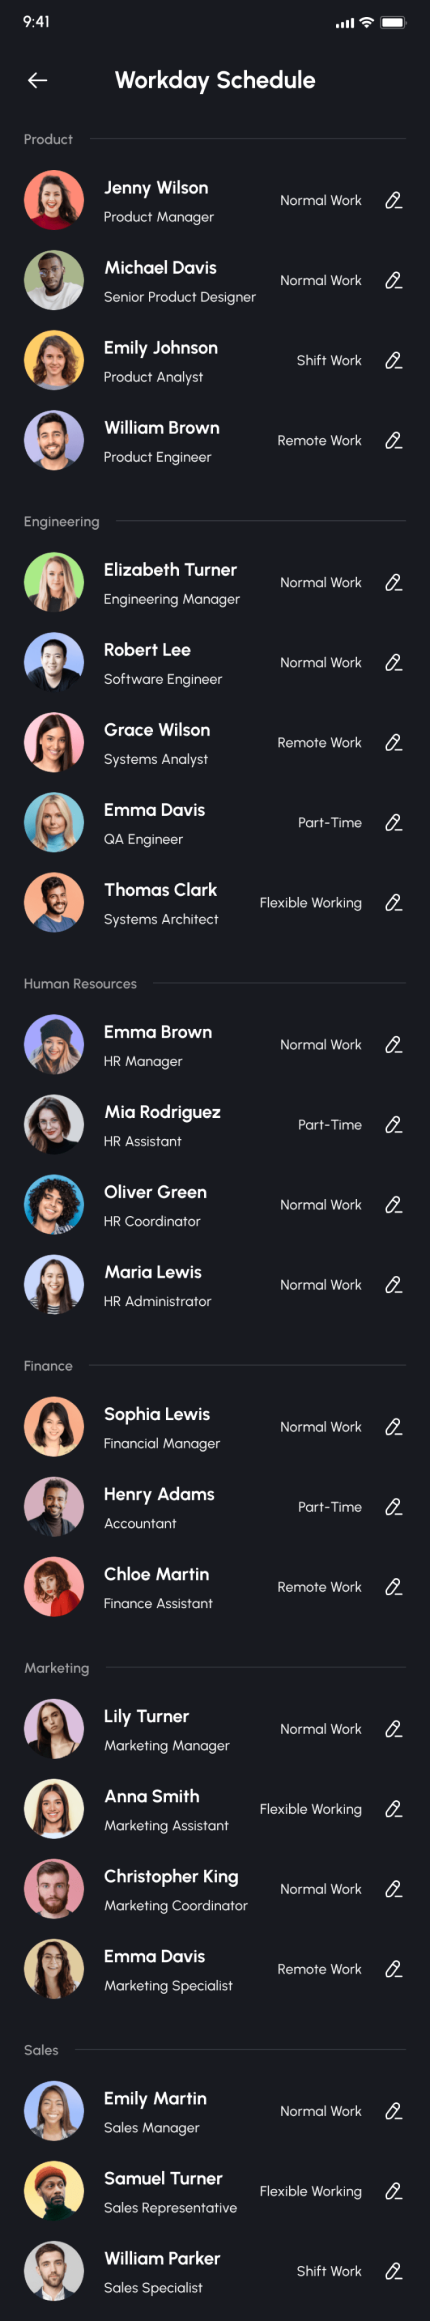 9:41
Workday Schedule
Product
Jenny Wilson
Product Manager
Normal Work
Michael Davis
Senior Product Designer
Normal Work
Emily Johnson
Product Analyst
Shift Work
William Brown
Product Engineer
Remote Work
Engineering
Elizabeth Turner
Engineering Manager
Normal Work
Robert Lee
Software Engineer
Normal Work
Grace Wilson
Systems Analyst
Remote Work
Emma Davis
QA Engineer
Part-Time
Thomas Clark
Systems Architect
Flexible Working
Human Resources
Emma Brown
HR Manager
Normal Work
Mia Rodriguez
HR Assistant
Part-Time
Oliver Green
HR Coordinator
Normal Work
Maria Lewis
HR Administrator
Normal Work
Finance
Sophia Lewis
Financial Manager
Normal Work
Henry Adams
Accountant
Part-Time
Chloe Martin
Finance Assistant
Remote Work
Marketing
Lily Turner
Marketing Manager
Normal Work
Anna Smith
Marketing Assistant
Flexible Working
Christopher King
Marketing Coordinator
Normal Work
Emma Davis
Marketing Specialist
Remote Work
Sales
Emily Martin
Sales Manager
Normal Work
Samuel Turner
Sales Representative
Flexible Working
William Parker
Sales Specialist
Shift Work